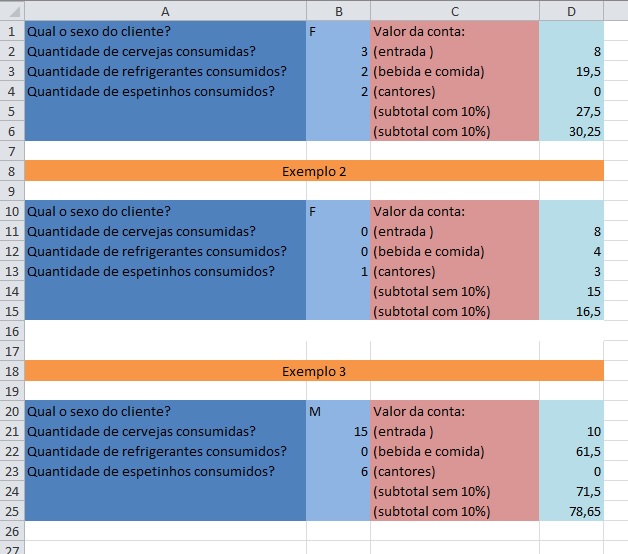 A B C D
1 Qual o sexo do cliente? F Valor da conta:
2 Quantidade de cervejas consumidas? 3 (entrada ) 8
3 Quantidade de refrigerantes consumidos? 2 (bebida e comida) 19,5
4 Quantidade de espetinhos consumidos? 2 (cantores) 0
5 (subtotal com 10%) 27,5
6 (subtotal com 10%) 30,25
7
8 Exemplo 2
9
10 Qual o sexo do cliente? F Valor da conta:
11 Quantidade de cervejas consumidas? 0 (entrada ) 8
12 Quantidade de refrigerantes consumidos? 0 (bebida e comida) 4
13 Quantidade de espetinhos consumidos? 1 (cantores) 3
14 (subtotal sem 10%) 15
15 (subtotal com 10%) 16,5
16
17
18 Exemplo 3
19
20 Qual o sexo do cliente? M Valor da conta:
21 Quantidade de cervejas consumidas? 15 (entrada ) 10
22 Quantidade de refrigerantes consumidos? 0 (bebida e comida) 61,5
23 Quantidade de espetinhos consumidos? 6 (cantores) 0
24 (subtotal sem 10%) 71,5
25 (subtotal com 10%) 78,65
26
27